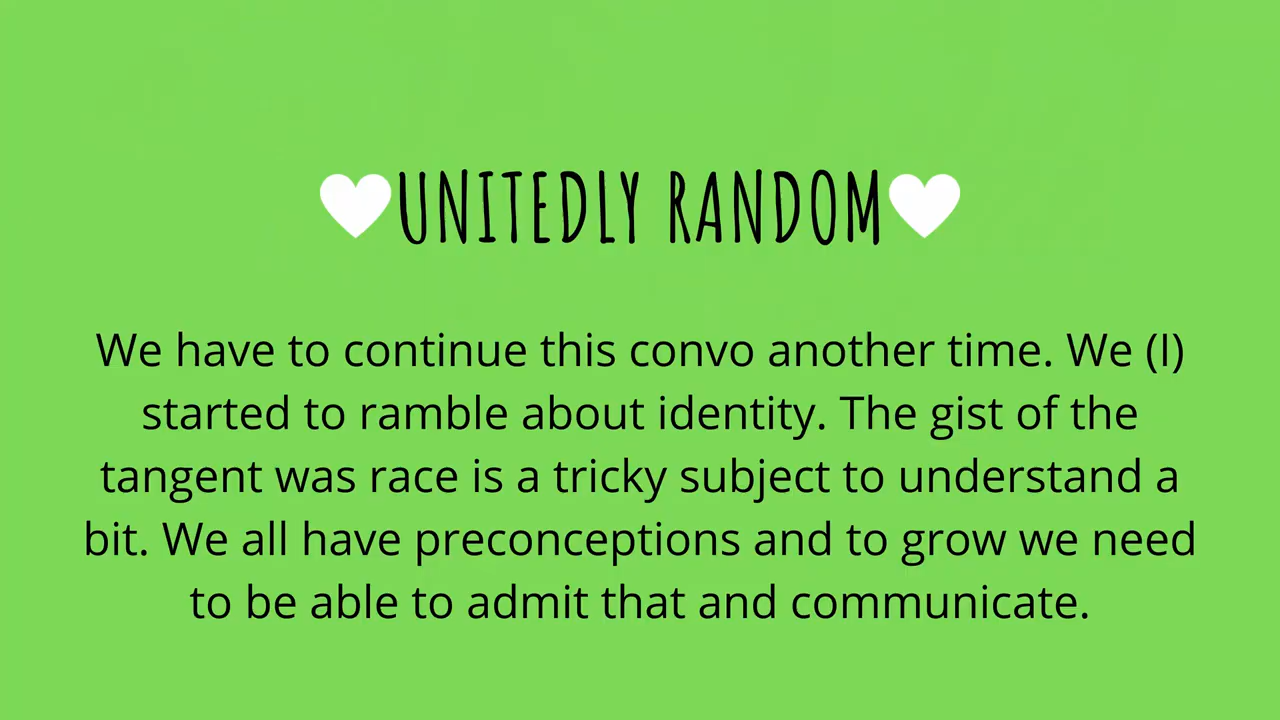 UNITEDLY RANDOM
We have to continue this convo another time. We (I)
started to ramble about identity. The gist of the
tangent was race is a tricky subject to understand a
bit. We all have preconceptions and to grow we need
to be able to admit that and communicate.